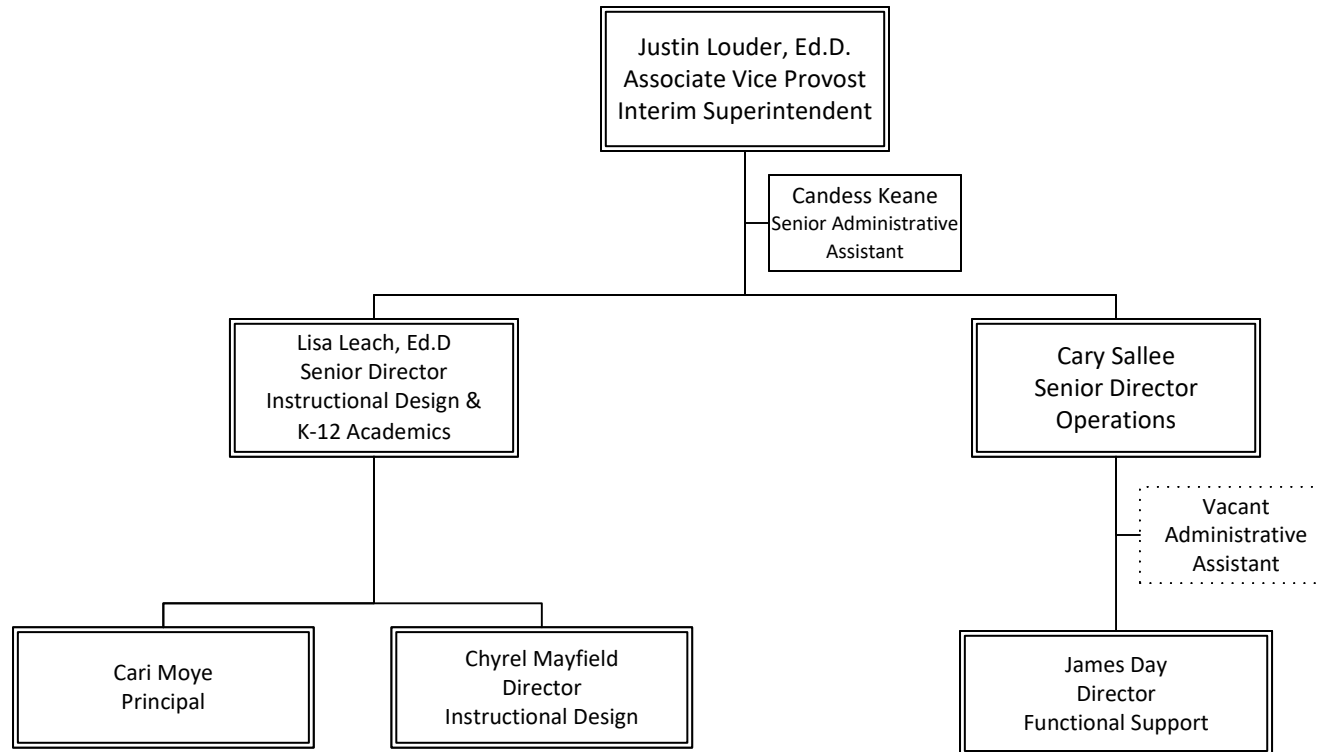 Justin Louder, Ed.D.
Associate Vice Provost
Interim Superintendent
Candess Keane
Senior Administrative
Assistant
Lisa Leach, Ed.D
Senior Director
Instructional Design &
K-12 Academics
Cary Sallee
Senior Director
Operations
Vacant
Administrative
Assistant
Cari Moye
Principal
Chyrel Mayfield
Director
Instructional Design
James Day
Director
Functional Support